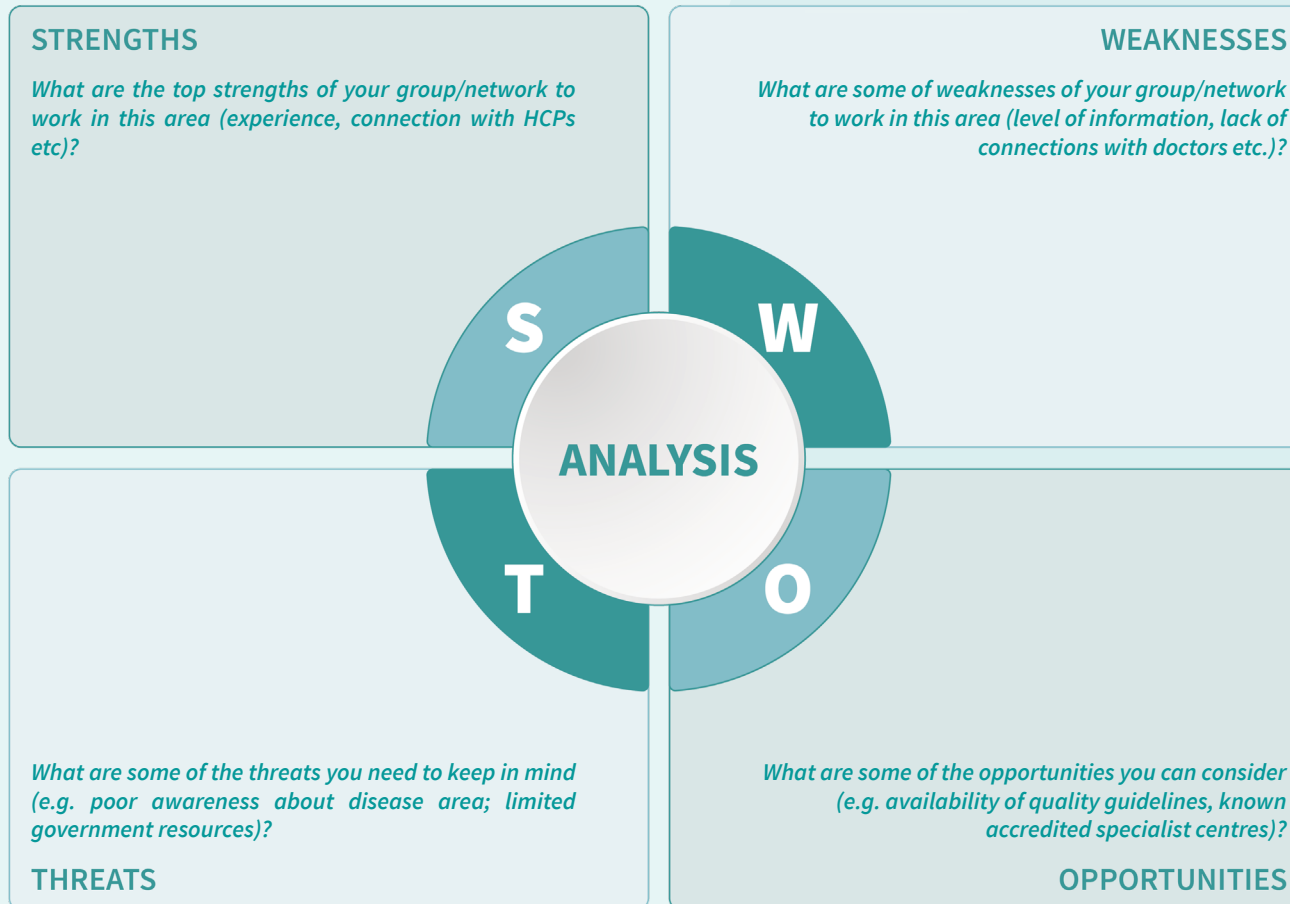 STRENGTHS
What are the top strengths of your group/network to
work in this area (experience, connection with HCPs
etc)?
WEAKNESSES
What are some of weaknesses of your group/network
to work in this area (level of information, lack of
connections with doctors etc.)?
S
W
ANALYSIS
T
O
What are some of the threats you need to keep in mind
(e.g. poor awareness about disease area; limited
government resources)?
THREATS
What are some of the opportunities you can consider
(e.g. availability of quality guidelines, known
accredited specialist centres)?
OPPORTUNITIES